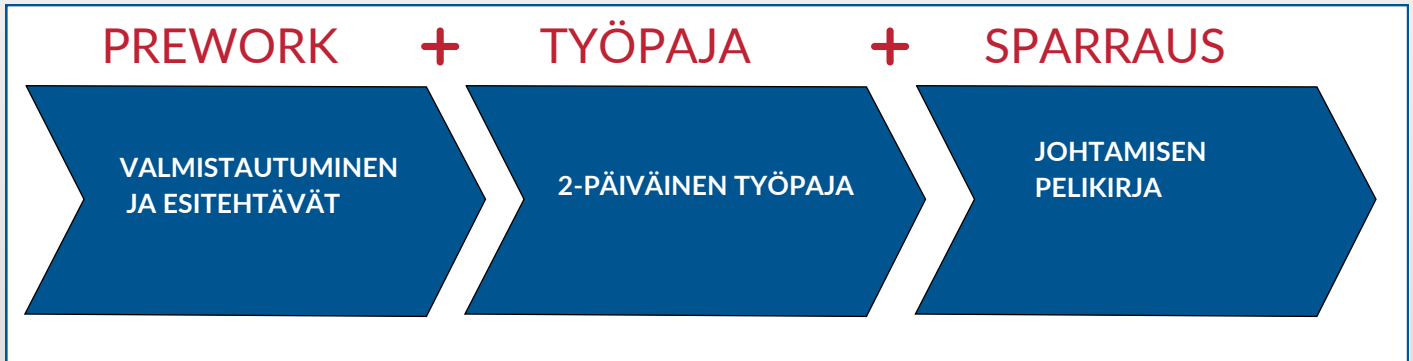 PREWORK + TYÖPAJA + SPARRAUS
VALMISTAUTUMINEN
JA ESITEHTÄVÄT
2-PÄIVÄINEN TYÖPAJA
JOHTAMISEN
PELIKIRJA